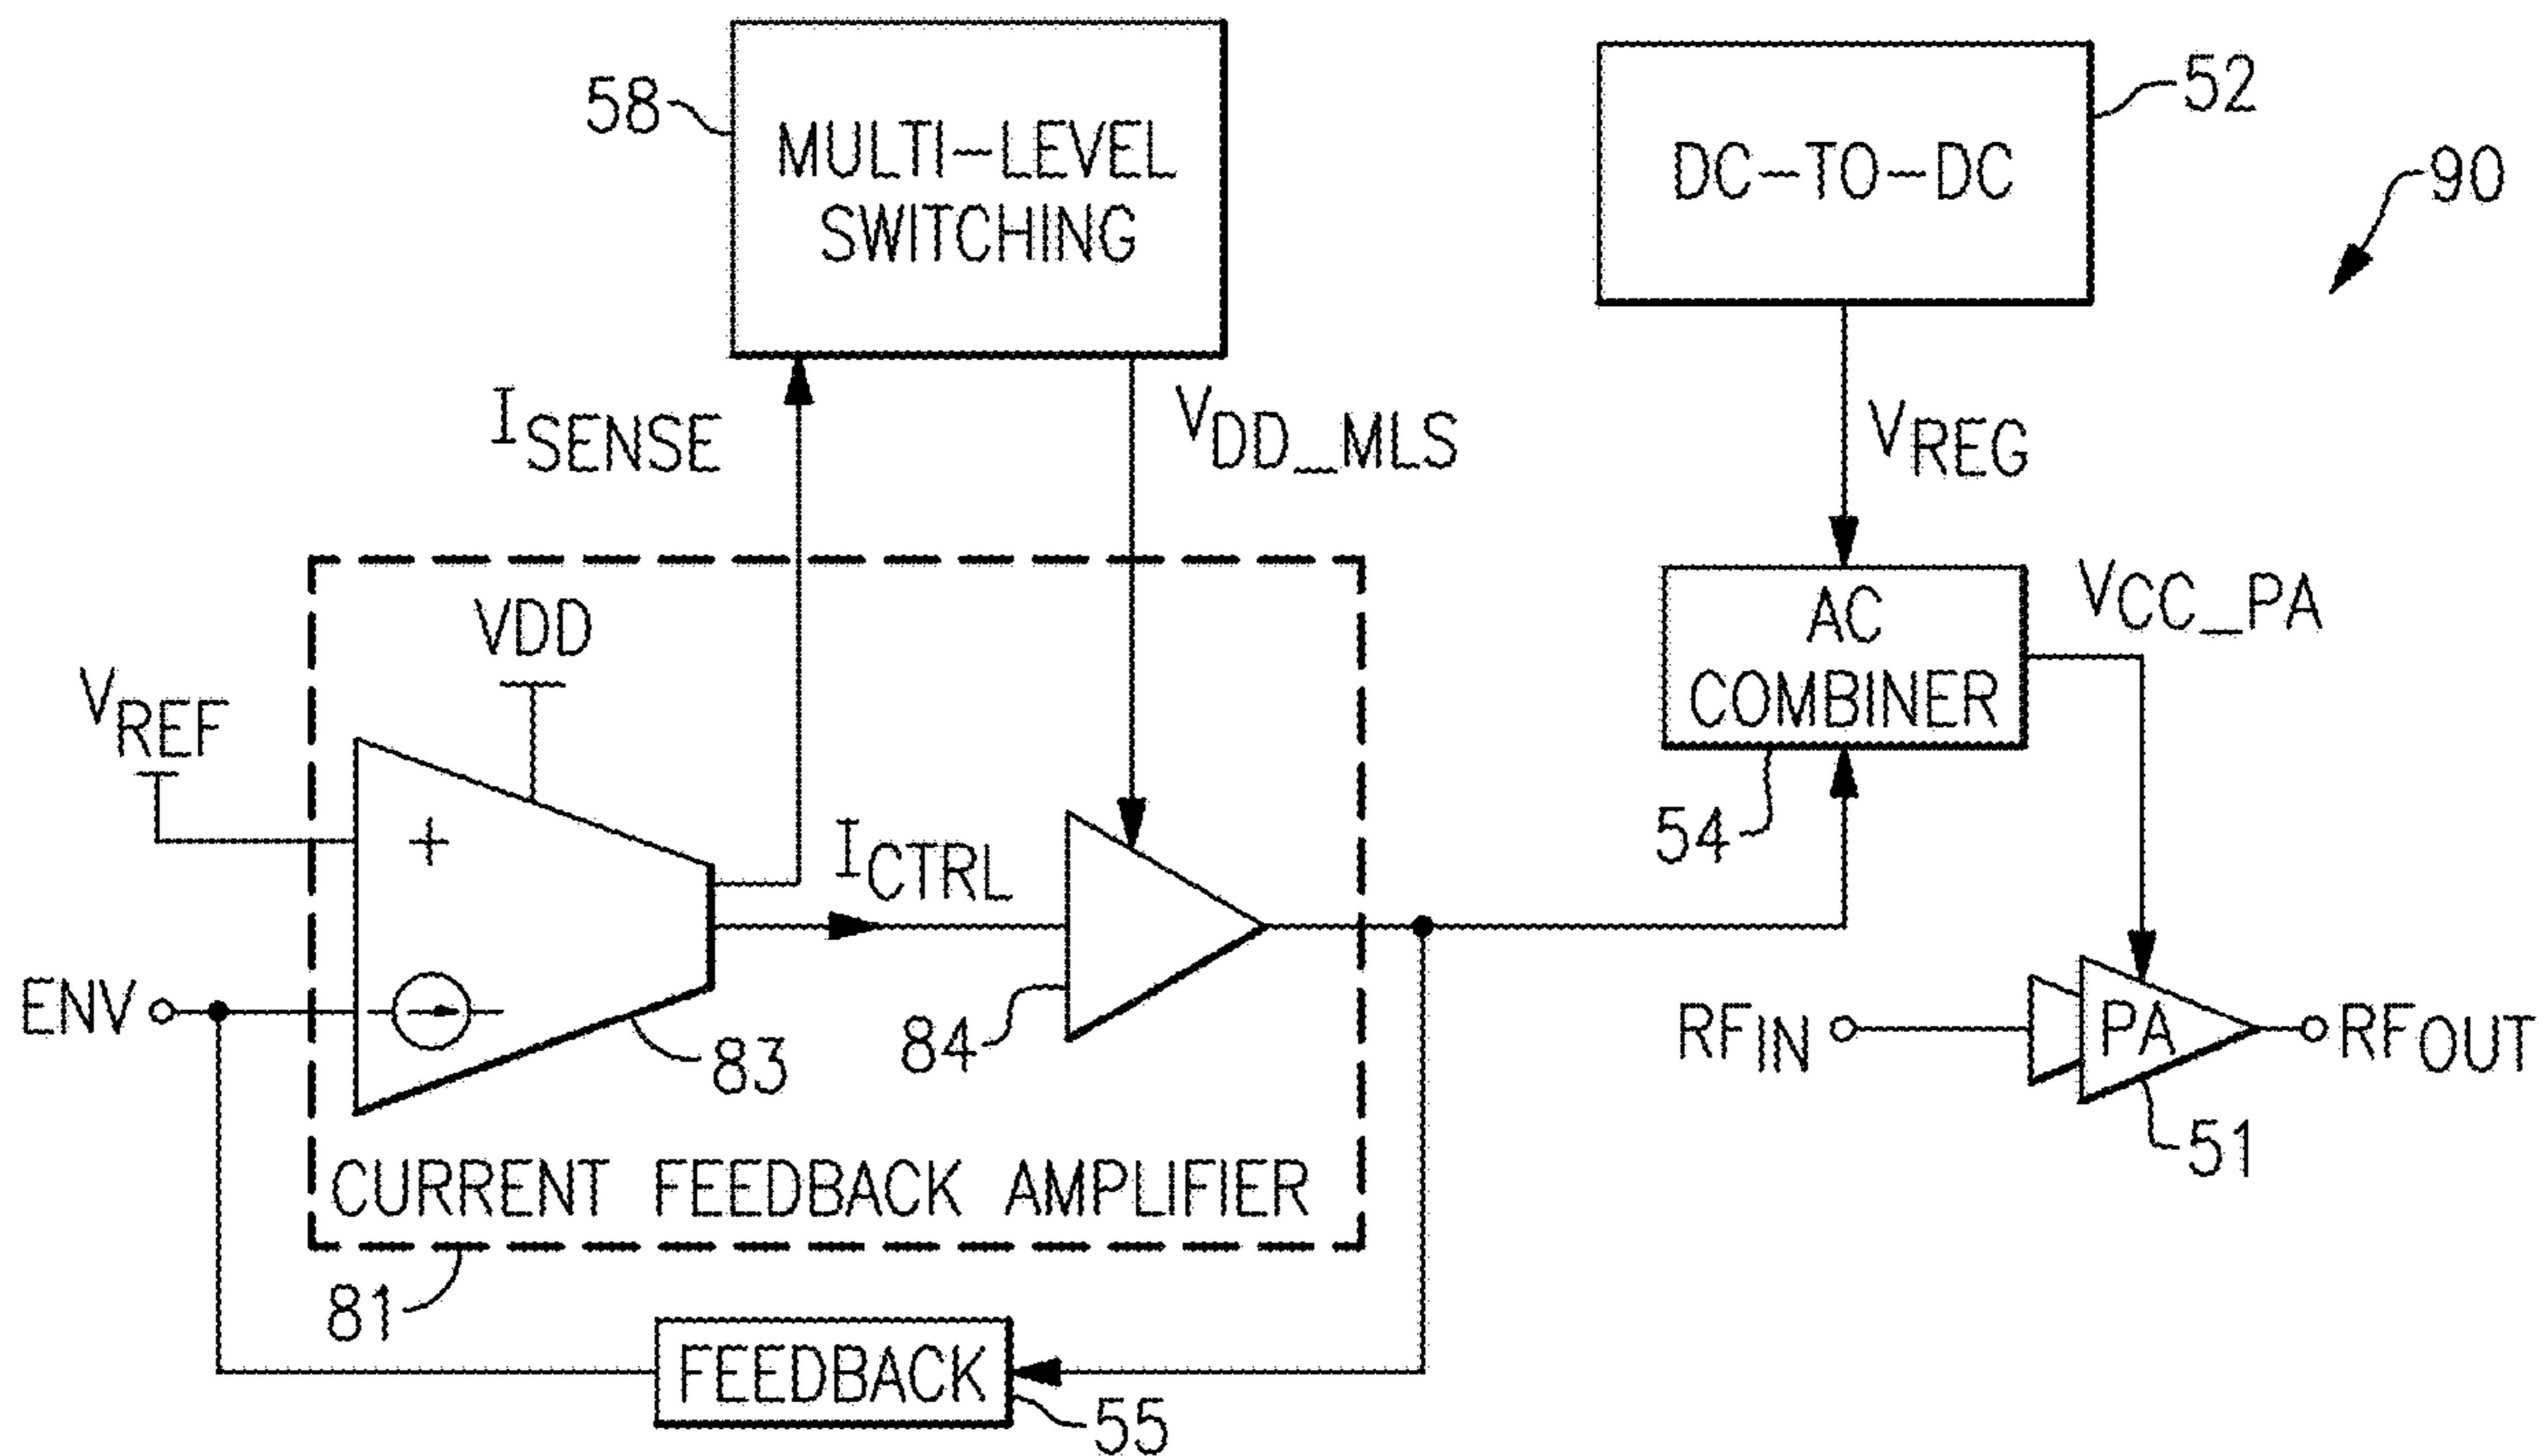 58
MULTI-LEVEL
SWITCHING
DC-TO-DC
52
90
ISENSE
VDD_MLS
VREG
VDD
VREF
AC
COMBINER
VCC_PA
54
+
ICTRL
ENV
83
84
RFIN
PA
RFOUT
51
CURRENT FEEDBACK AMPLIFIER
81
FEEDBACK
55